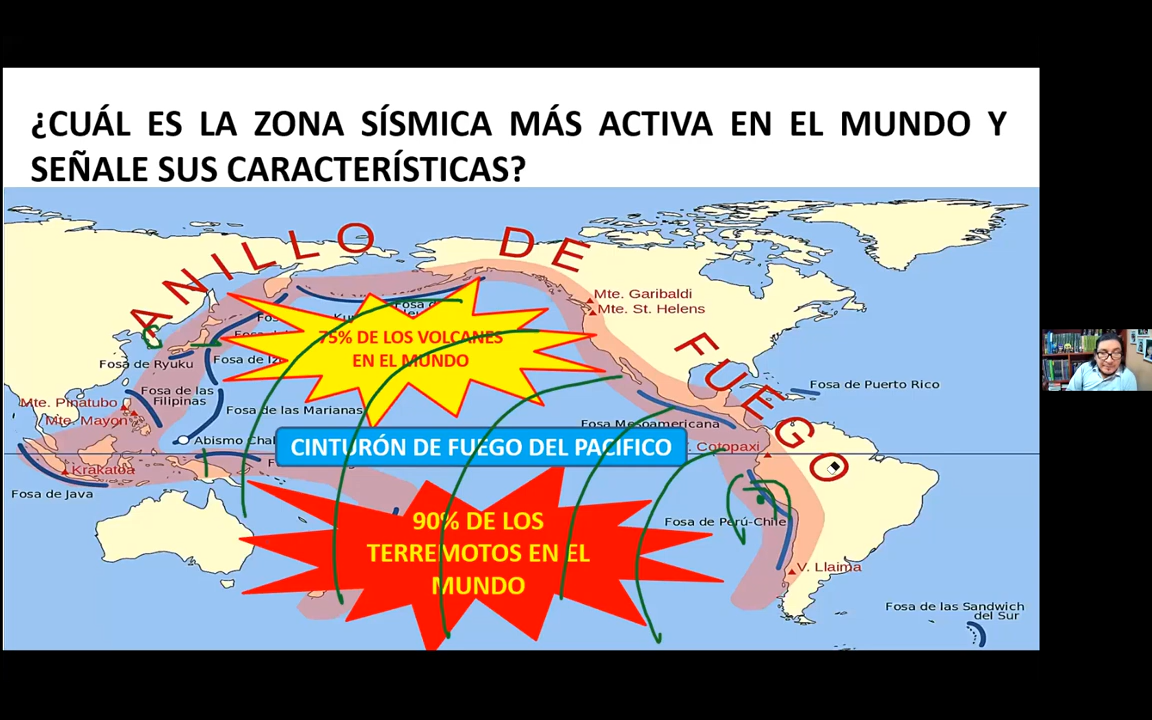 ¿CUÁL ES LA ZONA SÍSMICA MÁS ACTIVA EN EL MUNDO Y
SEÑALE SUS CARACTERÍSTICAS?
ANILLO DE FUEGO
Mte. Garibaldi
Mte. St. Helens
75% DE LOS VOLCANES
EN EL MUNDO
Fosa de Ryuku
Fosa de
Fosa de Puerto Rico
Fosa de las
Filipinas
Mte. Pinatubo
Fosa de las Marianas
Mte. Mayon
Fosa Mesoamericana
Abismo
CINTURÓN DE FUEGO DEL PACÍFICO
Cotopaxi
Krakatoa
Fosa de Java
90% DE LOS
TERREMOTOS EN EL
MUNDO
Fosa de Perú-Chile
V. Llaima
Fosa de las Sandwich
del Sur